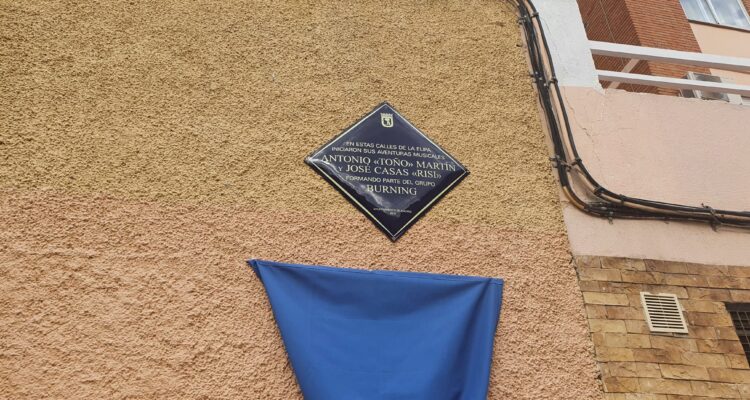 EN ESTAS CALLES DE LA ELIPA,
INICIARON SUS AVENTURAS MUSICALES
ANTONIO «TOÑO» MARTÍN
Y JOSÉ CASAS «RISI»
FORMANDO PARTE DEL GRUPO
BURNING